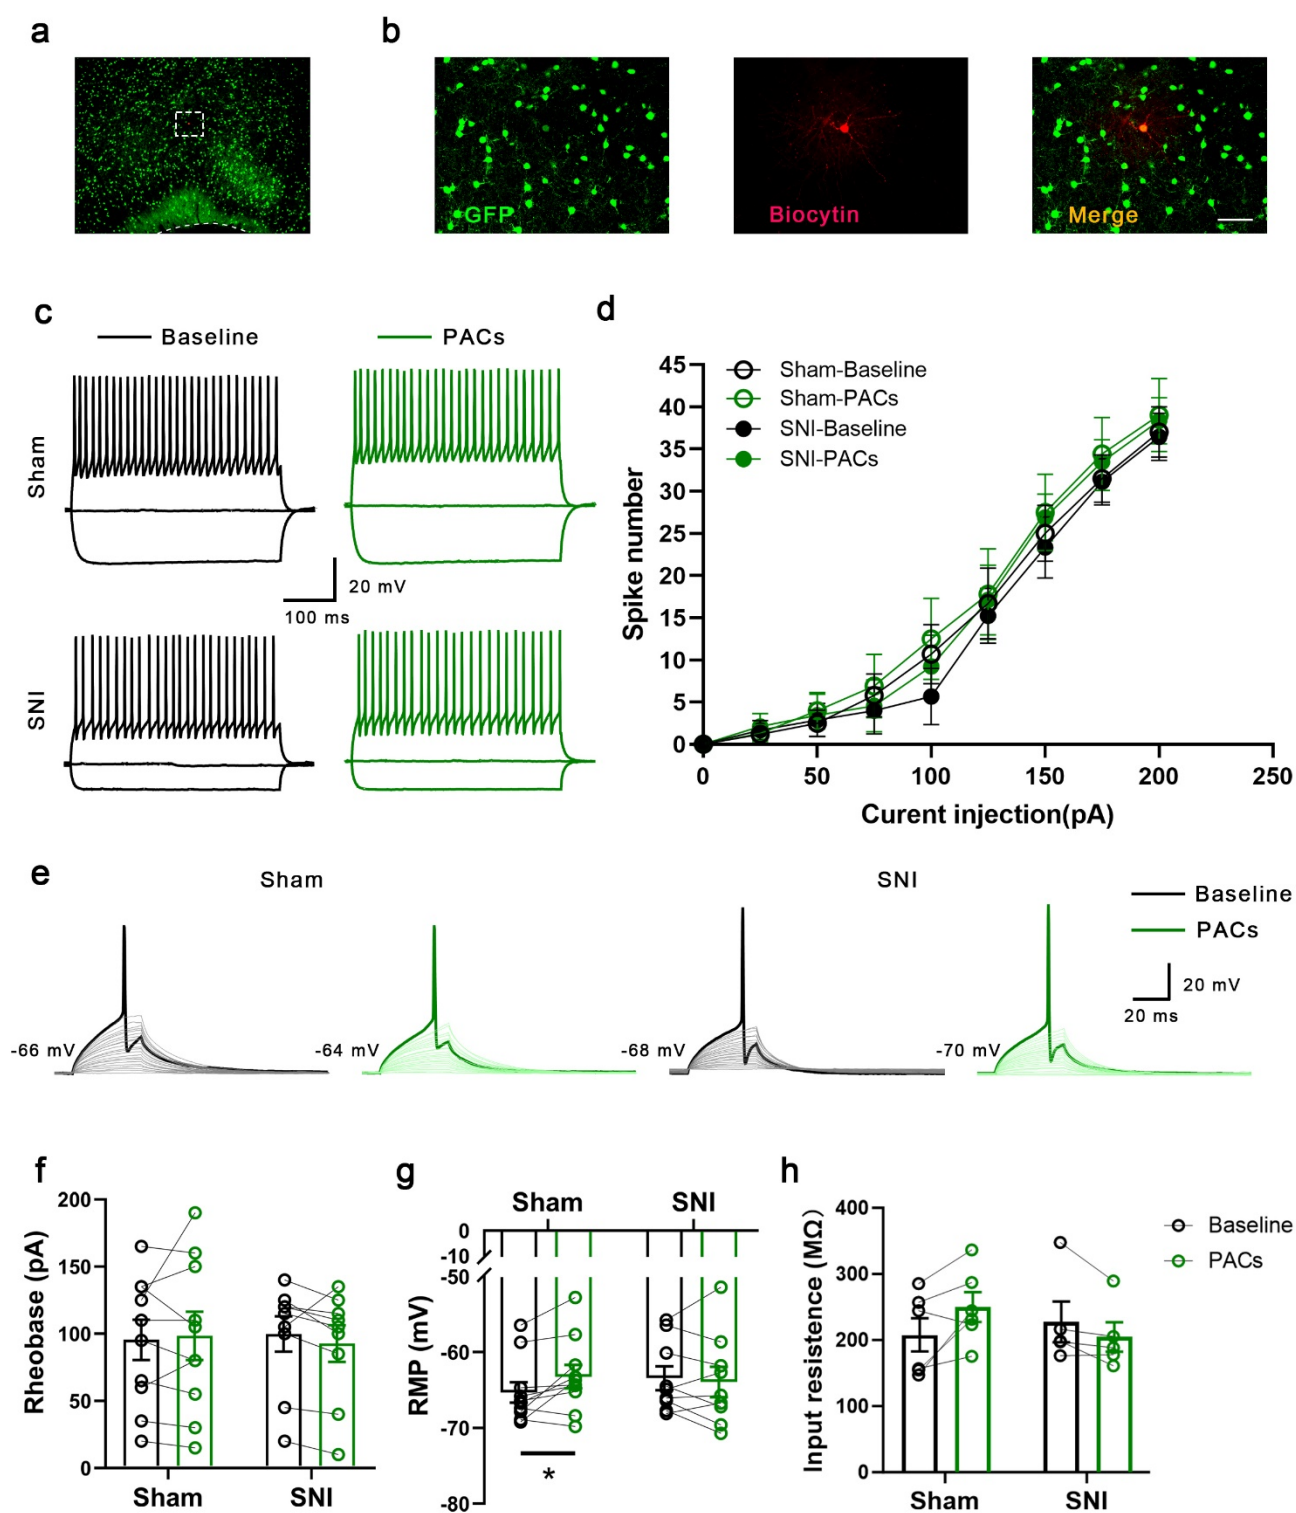 a
b
GFP
Biocytin
Merge
c
Baseline
PACs
Sham
SNI
20 mV
100 ms
d
Sham-Baseline
Sham-PACs
SNI-Baseline
SNI-PACs
Spike number
45
40
35
30
25
20
15
10
5
0
0 50 100 150 200 250
Curent injection(pA)
e
Sham
SNI
Baseline
PACs
20 mV
20 ms
-66 mV
-64 mV
-68 mV
-70 mV
f
Rheobase (pA)
200
150
100
50
0
Sham SNI
g
Sham SNI
RMP (mV)
0
-10
-50
-60
-70
-80
*
h
Input resistence (MΩ）
400
300
200
100
0
Sham SNI
Baseline
PACs